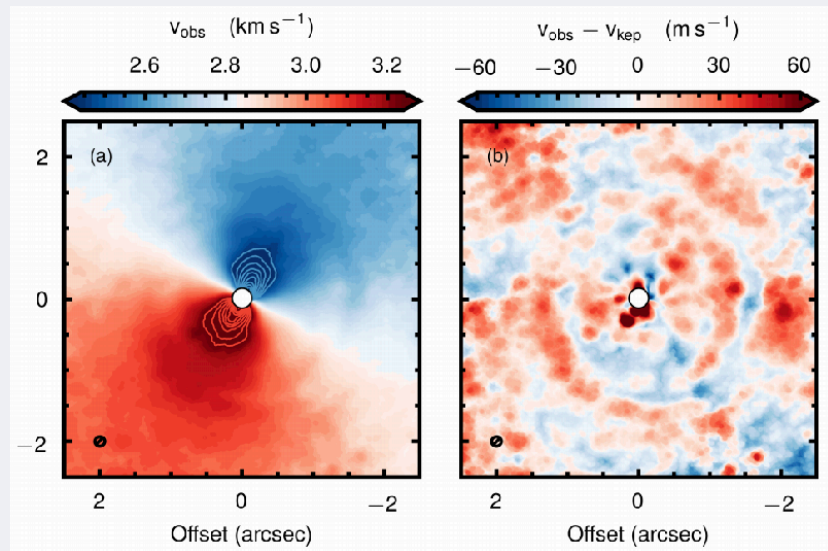 v_obs (km s⁻¹)
2.6 2.8 3.0 3.2
v_obs − v_kep (m s⁻¹)
−60 −30 0 30 60
(a)
(b)
2
0
−2
2 0 −2
2 0 −2
Offset (arcsec)
Offset (arcsec)